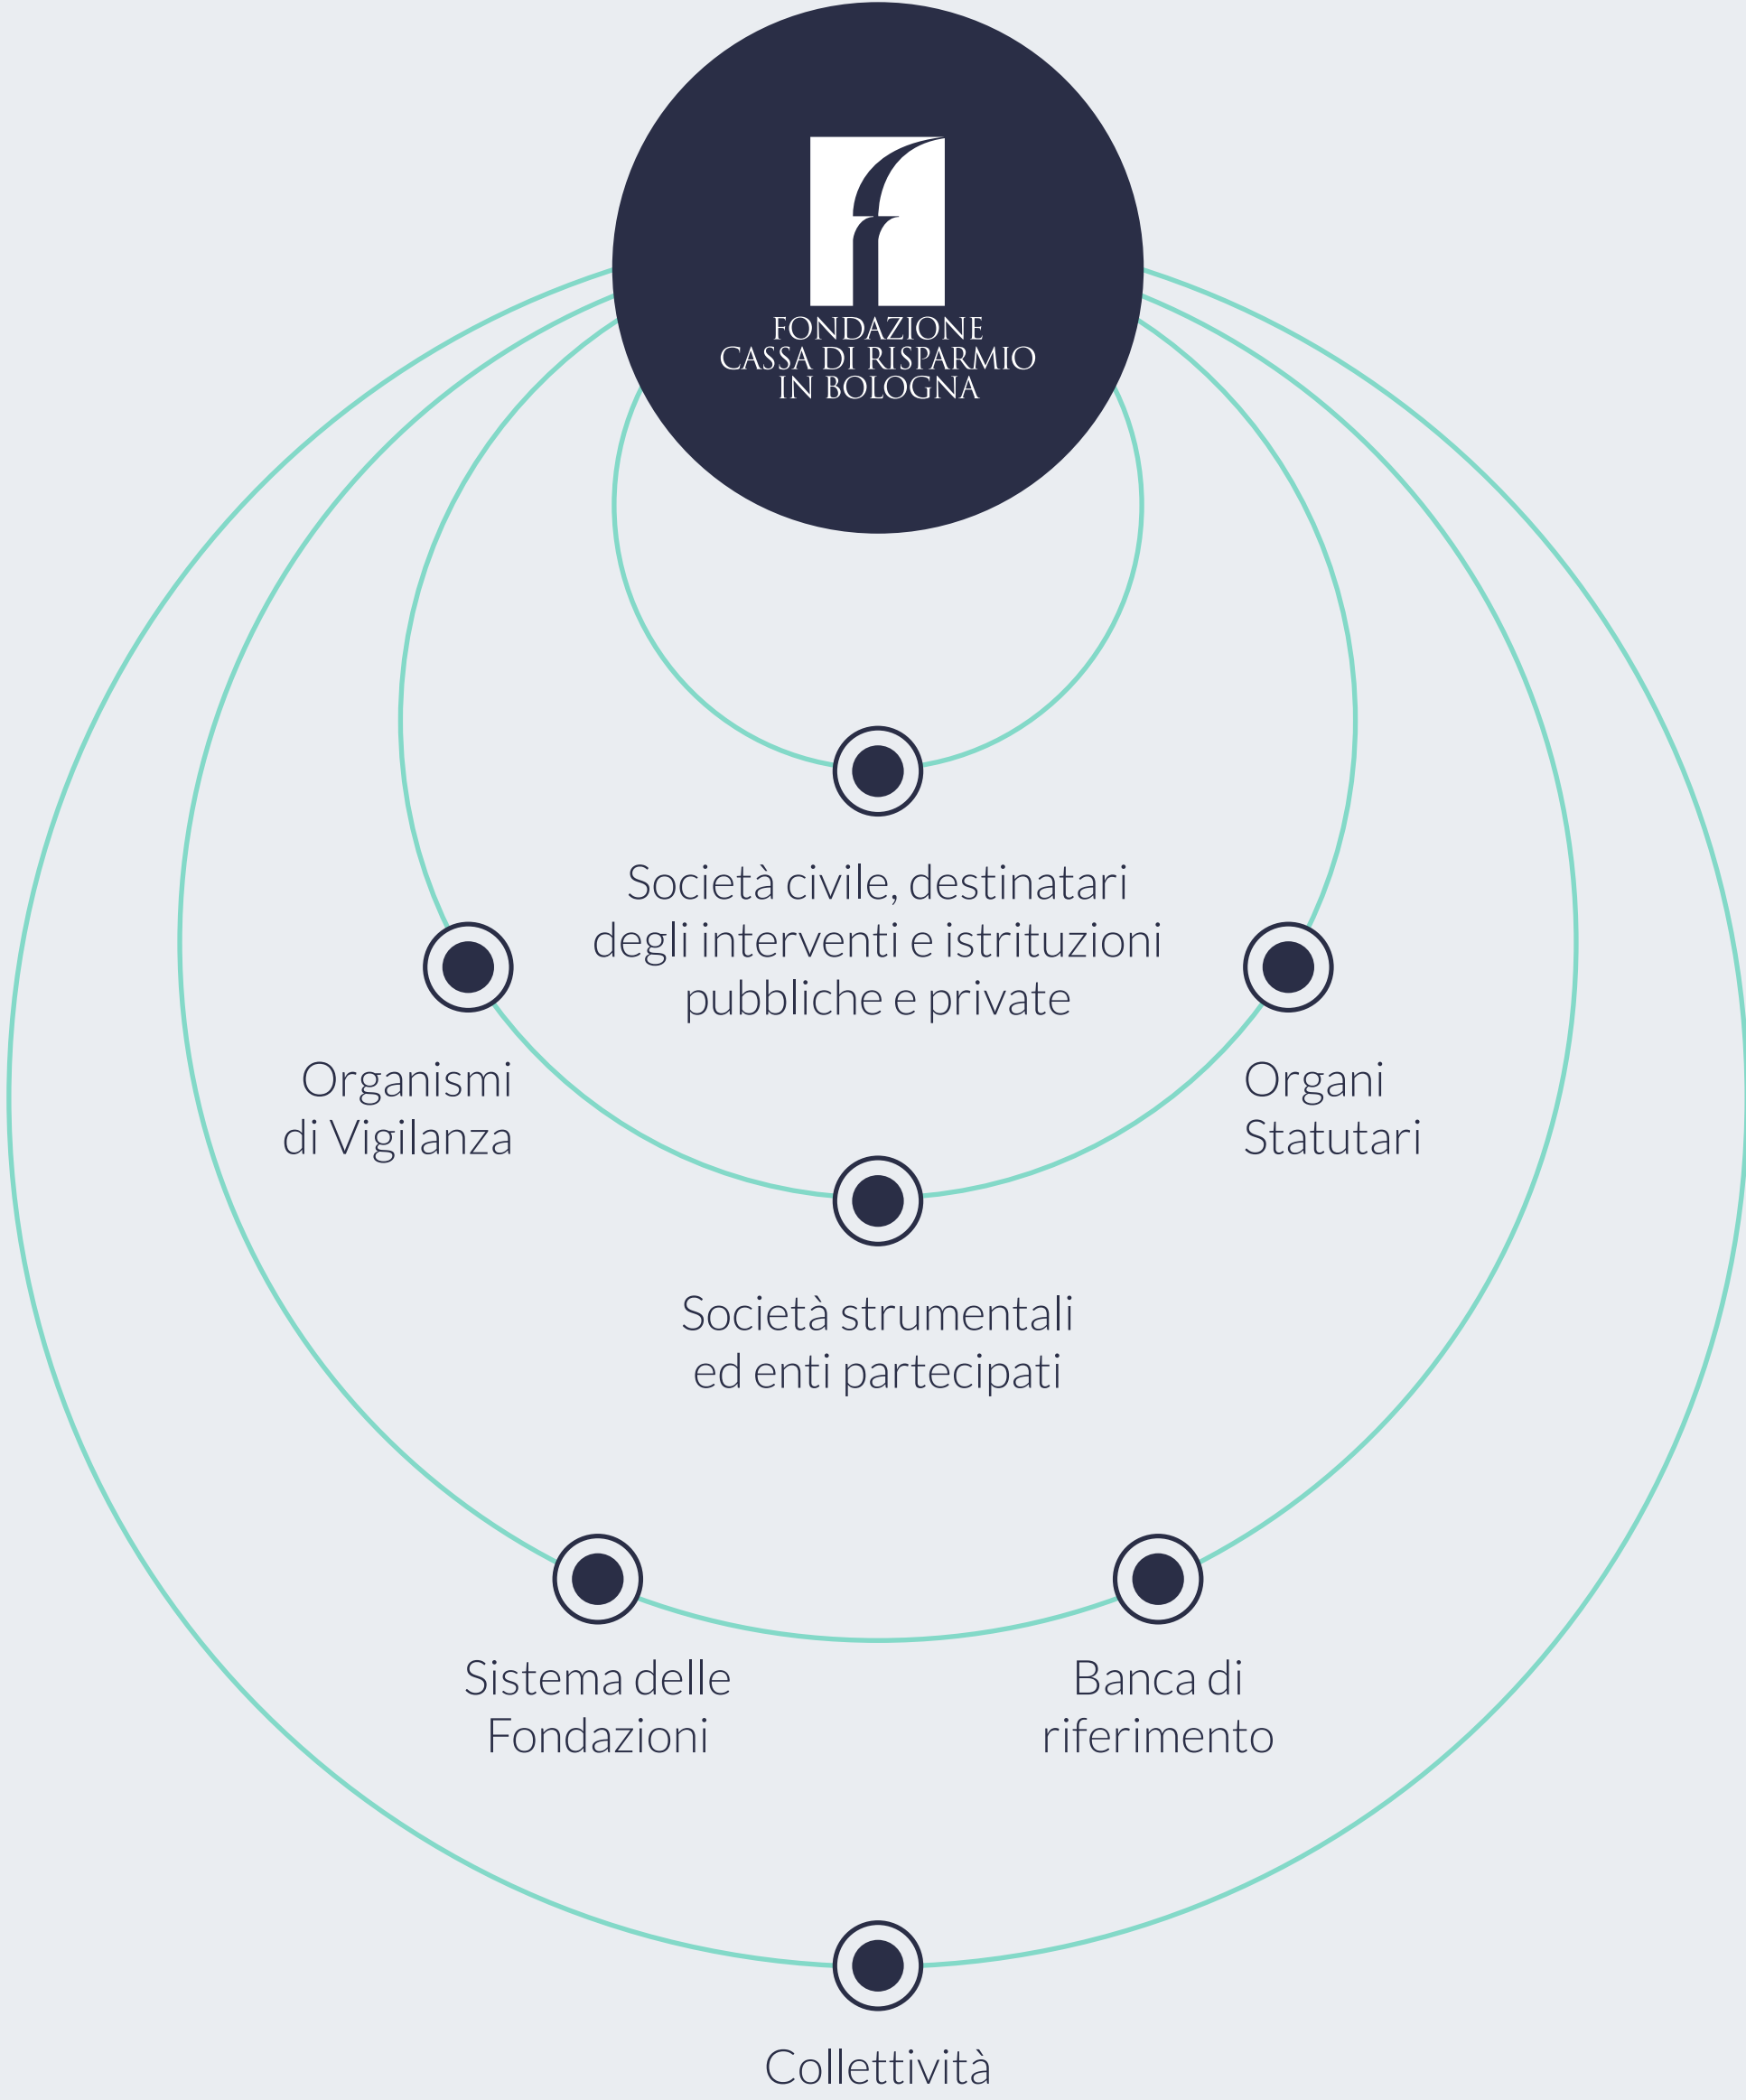 FONDAZIONE
CASSA DI RISPARMIO
IN BOLOGNA
Società civile, destinatari
degli interventi e istrituzioni
pubbliche e private
Organismi
di Vigilanza
Organi
Statutari
Società strumentali
ed enti partecipati
Sistema delle
Fondazioni
Banca di
riferimento
Collettività